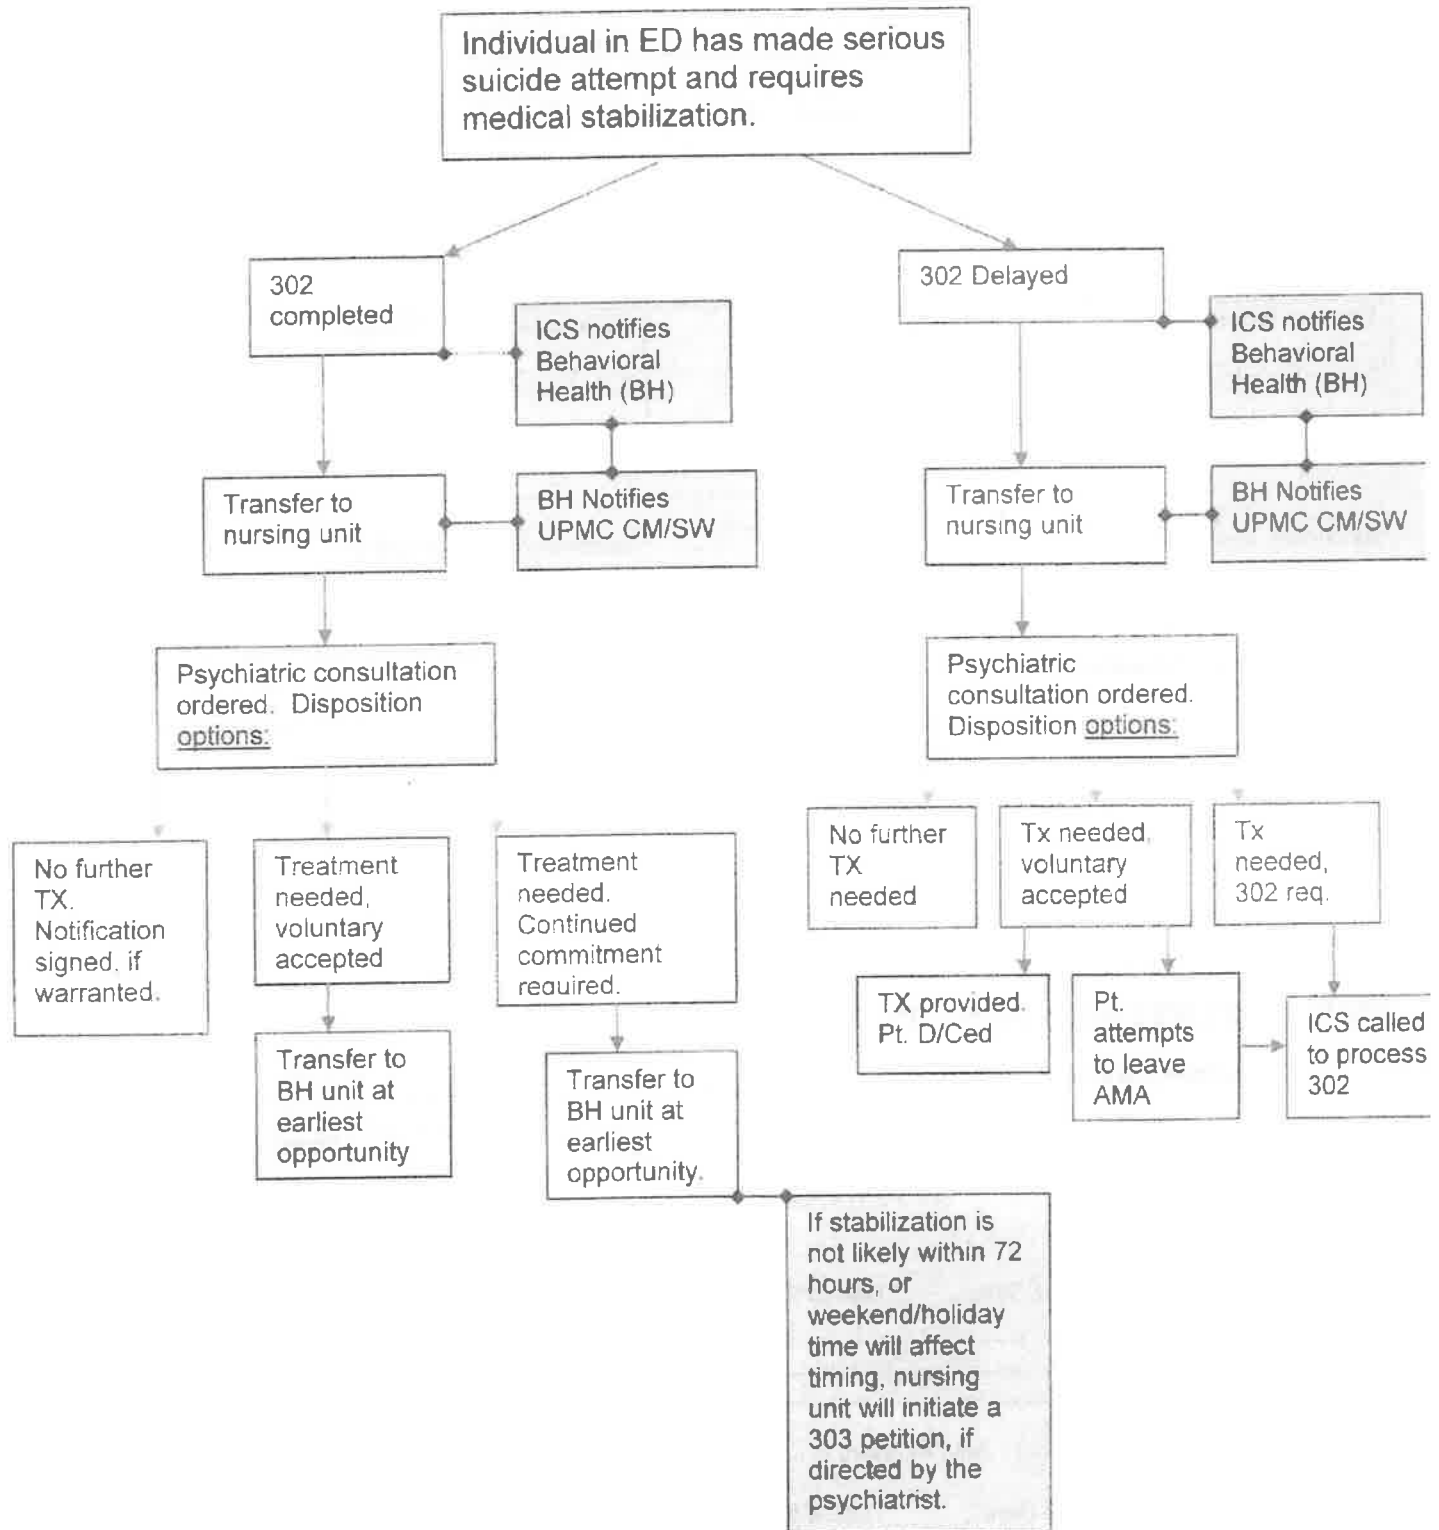 Individual in ED has made serious
suicide attempt and requires
medical stabilization.
302
completed
ICS notifies
Behavioral
Health (BH)
Transfer to
nursing unit
BH Notifies
UPMC CM/SW
Psychiatric consultation
ordered. Disposition
options:
No further
TX.
Notification
signed. if
warranted.
Treatment
needed,
voluntary
accepted
Treatment
needed.
Continued
commitment
required.
Transfer to
BH unit at
earliest
opportunity
Transfer to
BH unit at
earliest
opportunity.
If stabilization is
not likely within 72
hours, or
weekend/holiday
time will affect
timing, nursing
unit will initiate a
303 petition, if
directed by the
psychiatrist.
302 Delayed
ICS notifies
Behavioral
Health (BH)
Transfer to
nursing unit
BH Notifies
UPMC CM/SW
Psychiatric
consultation ordered.
Disposition options:
No further
TX
needed
Tx needed,
voluntary
accepted
Tx
needed,
302 req.
TX provided.
Pt. D/Ced
Pt.
attempts
to leave
AMA
ICS called
to process
302